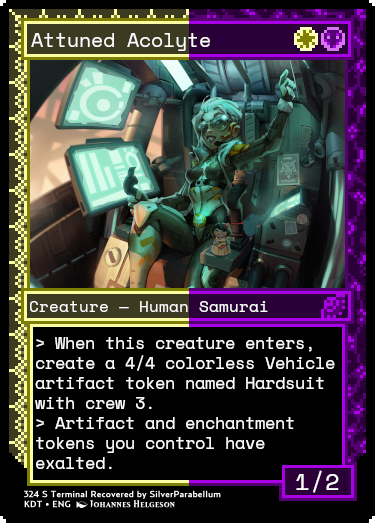 Attuned Acolyte
Creature — Human Samurai
> When this creature enters,
create a 4/4 colorless Vehicle
artifact token named Hardsuit
with crew 3.
> Artifact and enchantment
tokens you control have
exalted.
1/2
324 S Terminal Recovered by SilverParabellum
KDT • ENG Johannes Helgeson